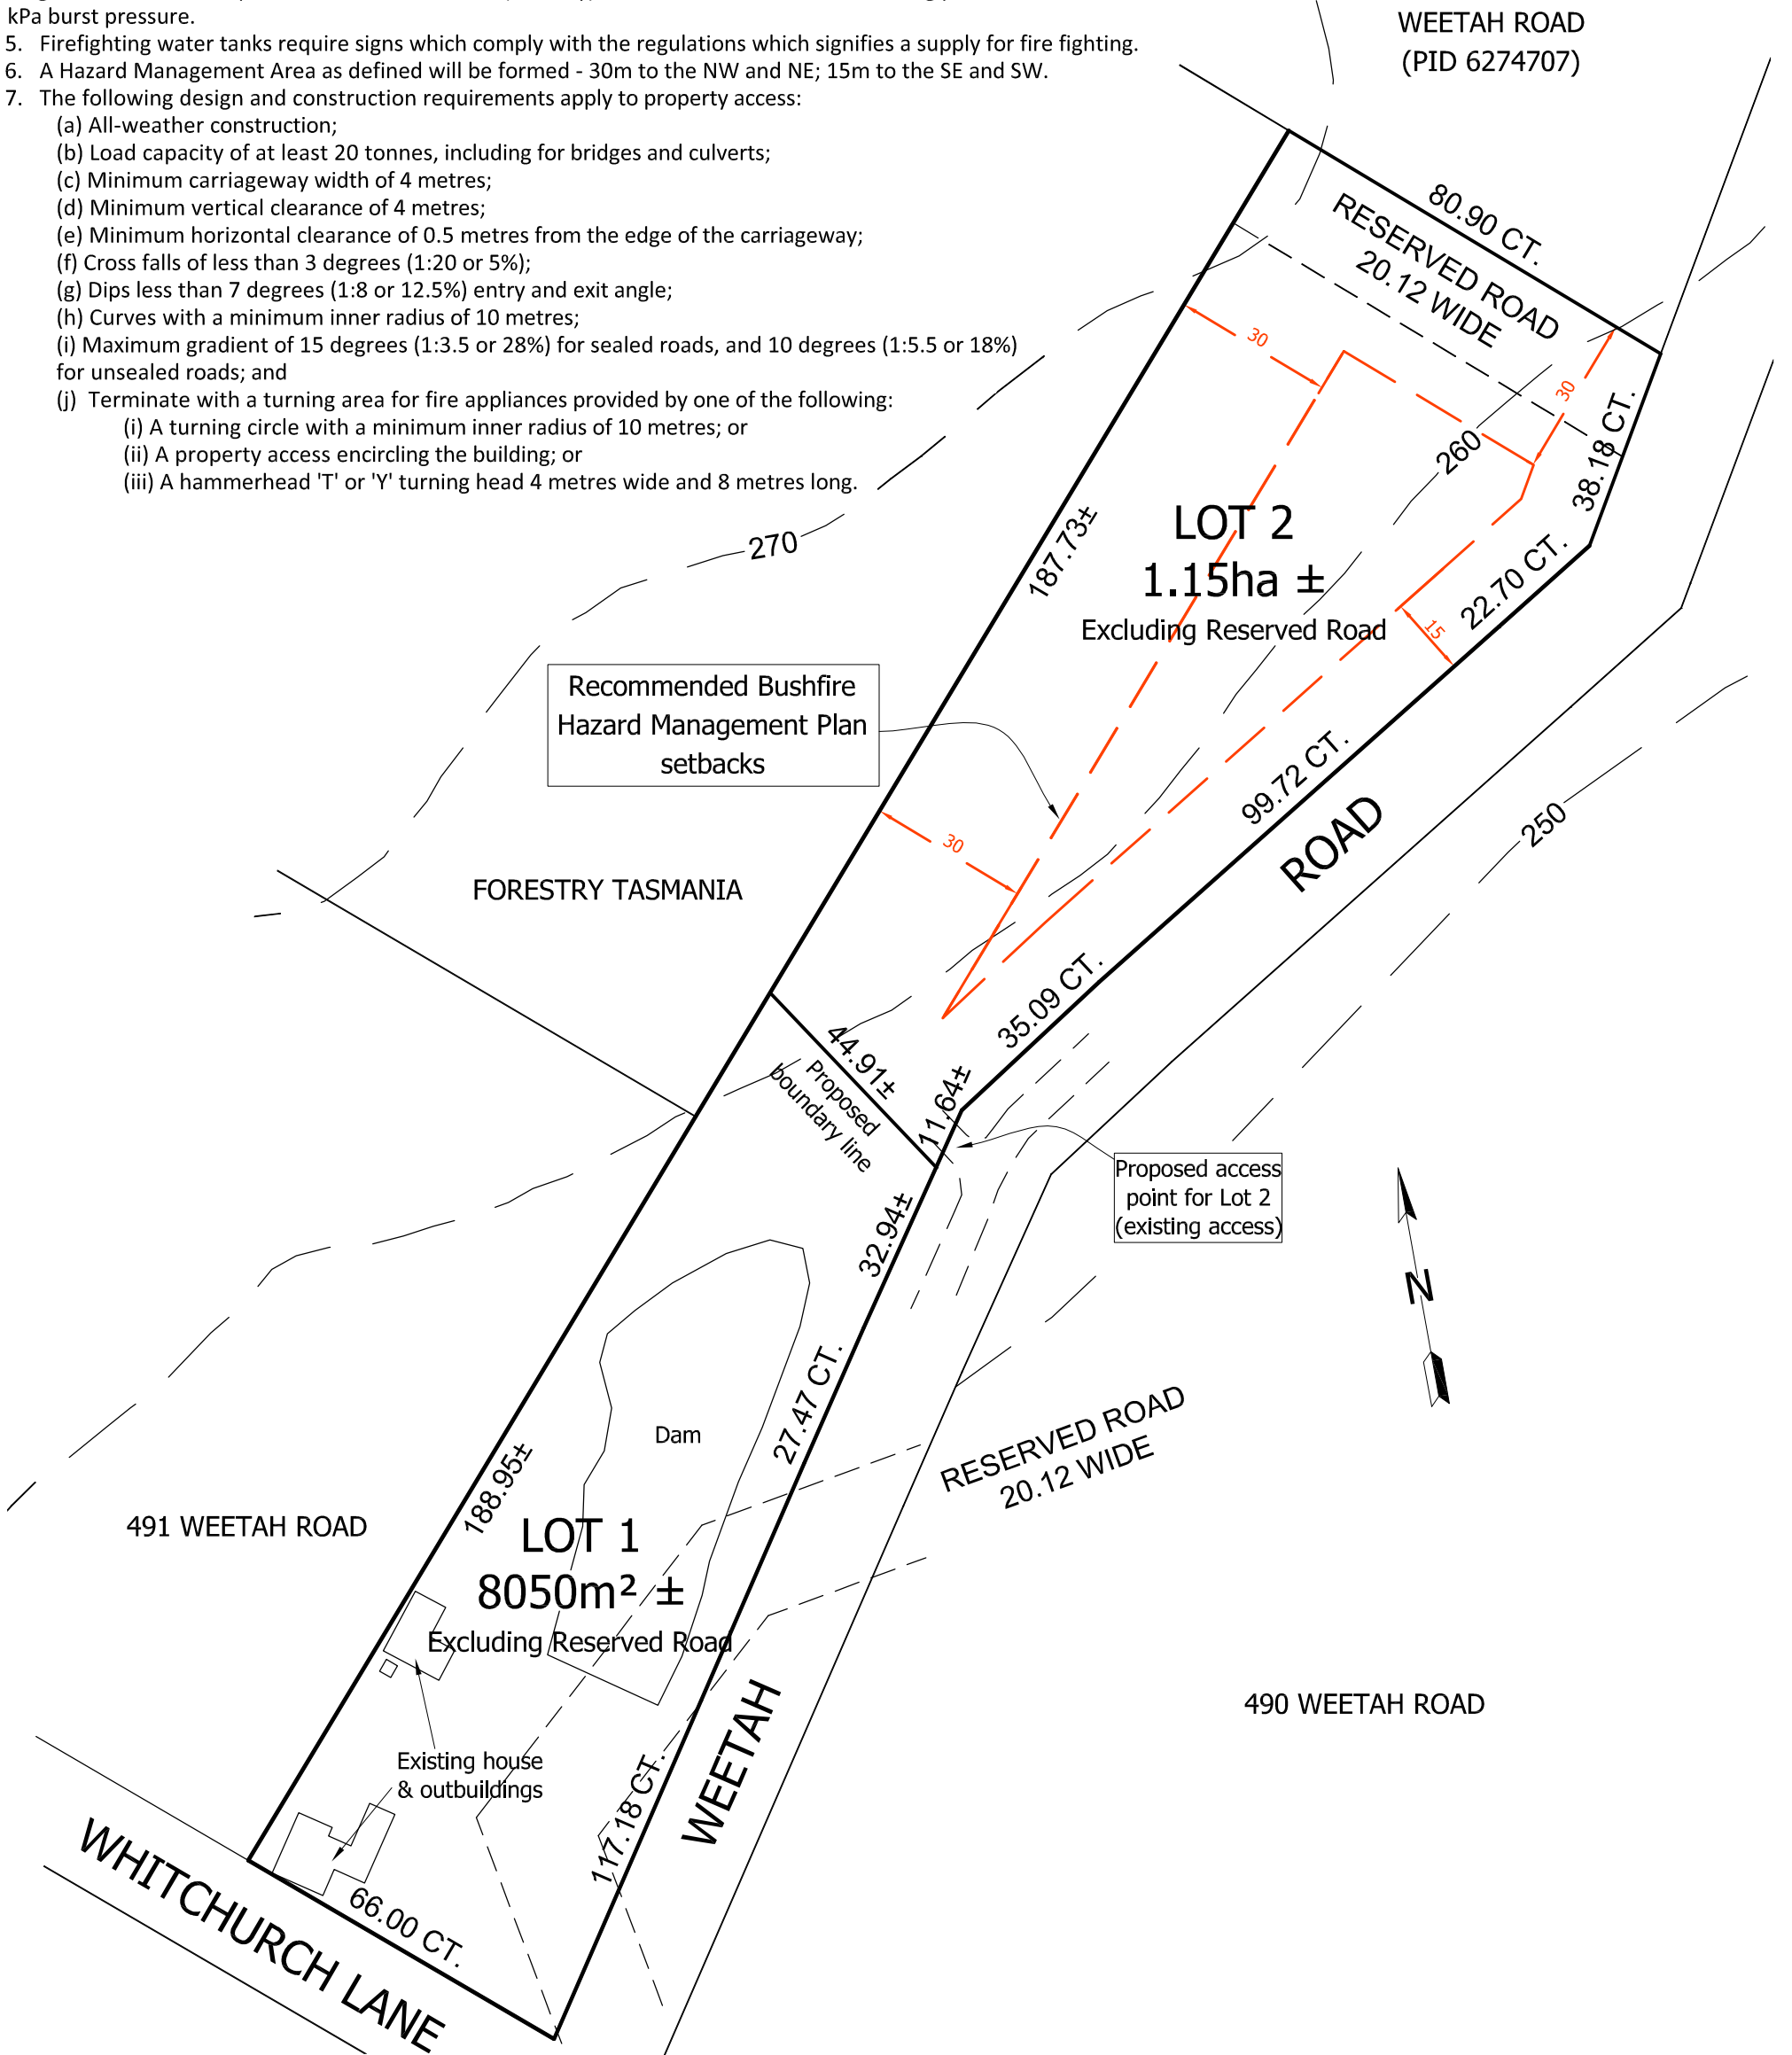 kPa burst pressure.
5. Firefighting water tanks require signs which comply with the regulations which signifies a supply for fire fighting.
6. A Hazard Management Area as defined will be formed - 30m to the NW and NE; 15m to the SE and SW.
7. The following design and construction requirements apply to property access:
(a) All-weather construction;
(b) Load capacity of at least 20 tonnes, including for bridges and culverts;
(c) Minimum carriageway width of 4 metres;
(d) Minimum vertical clearance of 4 metres;
(e) Minimum horizontal clearance of 0.5 metres from the edge of the carriageway;
(f) Cross falls of less than 3 degrees (1:20 or 5%);
(g) Dips less than 7 degrees (1:8 or 12.5%) entry and exit angle;
(h) Curves with a minimum inner radius of 10 metres;
(i) Maximum gradient of 15 degrees (1:3.5 or 28%) for sealed roads, and 10 degrees (1:5.5 or 18%)
for unsealed roads; and
(j) Terminate with a turning area for fire appliances provided by one of the following:
(i) A turning circle with a minimum inner radius of 10 metres; or
(ii) A property access encircling the building; or
(iii) A hammerhead 'T' or 'Y' turning head 4 metres wide and 8 metres long.
WEETAH ROAD
(PID 6274707)
80.90 CT.
RESERVED ROAD
20.12 WIDE
30
30
38.18 CT.
260
270
187.73±
LOT 2
1.15ha ±
Excluding Reserved Road
22.70 CT.
15
Recommended Bushfire
Hazard Management Plan
setbacks
99.72 CT.
ROAD
250
30
FORESTRY TASMANIA
35.09 CT.
44.91±
Proposed
boundary line
11.64±
Proposed access
point for Lot 2
(existing access)
32.94±
N
27.47 CT.
Dam
RESERVED ROAD
20.12 WIDE
188.95±
491 WEETAH ROAD
LOT 1
8050m² ±
Excluding Reserved Road
490 WEETAH ROAD
WEETAH
Existing house
& outbuildings
117.18 CT.
66.00 CT.
WHITCHURCH LANE